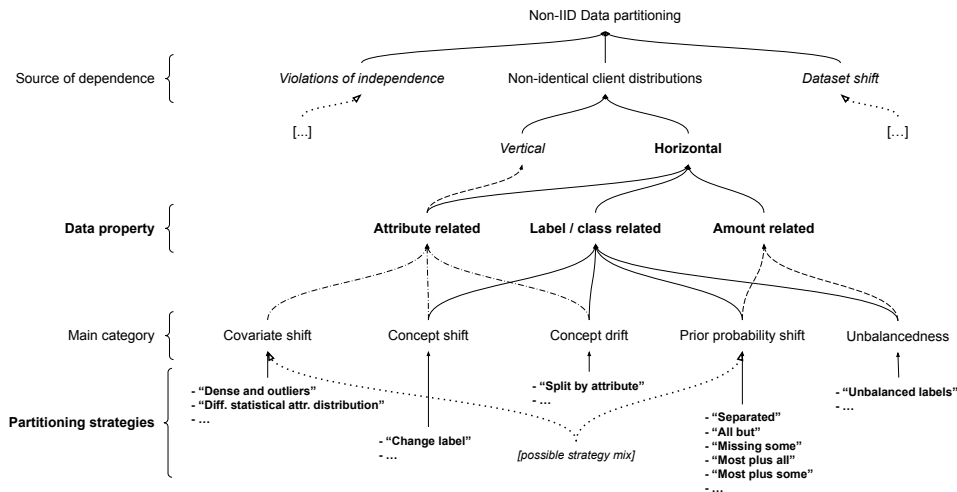 Non-IID Data partitioning
Source of dependence
Violations of independence
Non-identical client distributions
Dataset shift
[...]
[...]
Vertical
Horizontal
Data property
Attribute related
Label / class related
Amount related
Main category
Covariate shift
Concept shift
Concept drift
Prior probability shift
Unbalancedness
Partitioning strategies
- “Dense and outliers”
- “Diff. statistical attr. distribution”
- ...
- “Change label”
- ...
- “Split by attribute”
- ...
[possible strategy mix]
- “Separated”
- “All but”
- “Missing some”
- “Most plus all”
- “Most plus some”
- ...
- “Unbalanced labels”
- ...